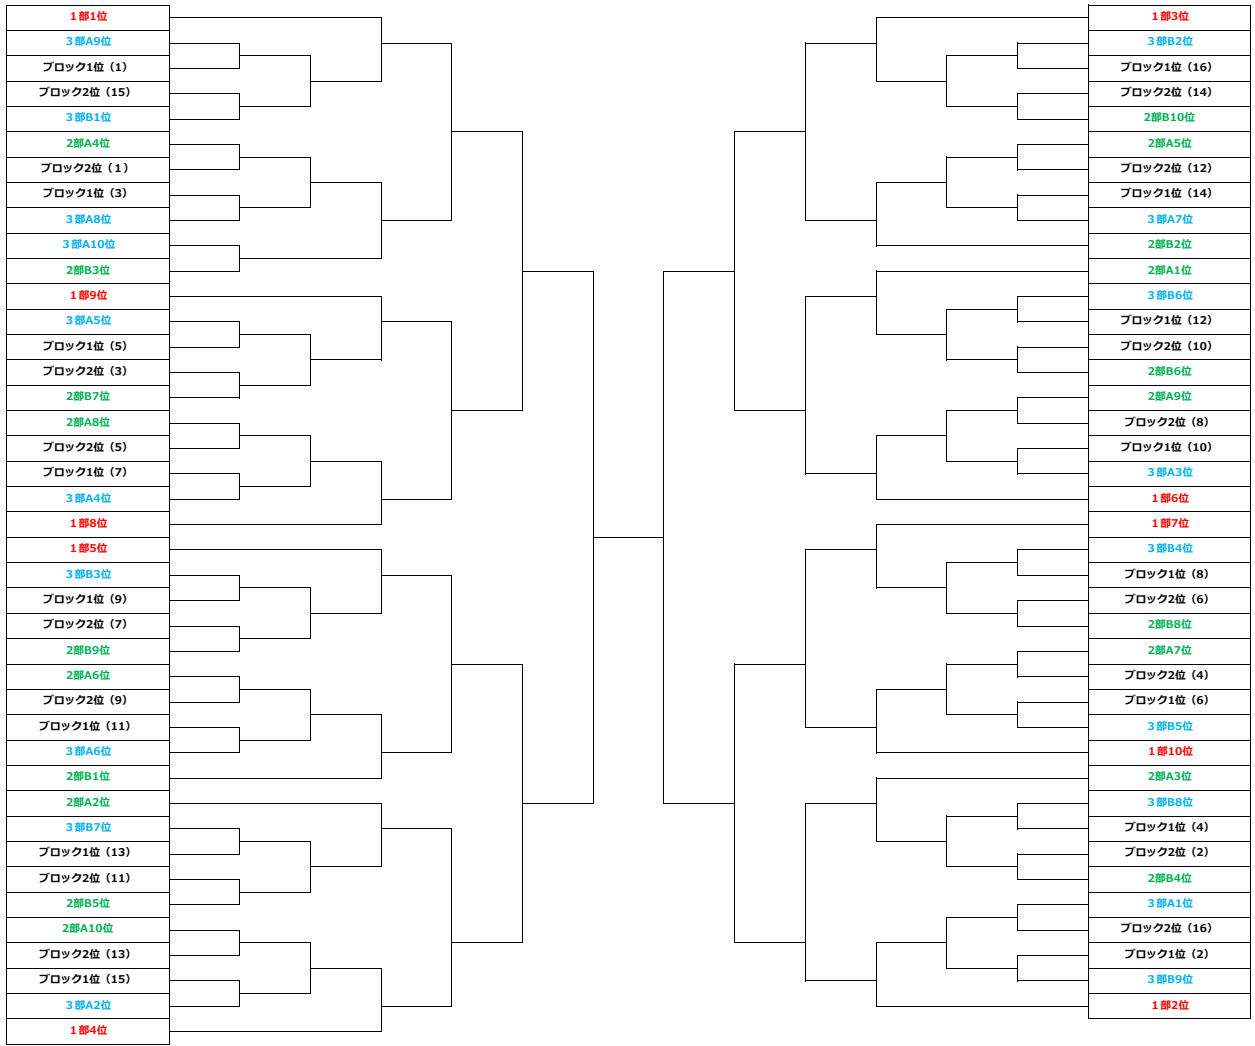 １部1位
３部A9位
ブロック1位（1）
ブロック2位（15）
３部B1位
2部A4位
ブロック2位（１）
ブロック1位（3）
３部A8位
３部A10位
2部B3位
１部9位
３部A5位
ブロック1位（5）
ブロック2位（3）
2部B7位
2部A8位
ブロック2位（5）
ブロック1位（7）
３部A4位
１部8位
１部5位
３部B3位
ブロック1位（9）
ブロック2位（7）
2部B9位
2部A6位
ブロック2位（9）
ブロック1位（11）
３部A6位
2部B1位
2部A2位
３部B7位
ブロック1位（13）
ブロック2位（11）
2部B5位
2部A10位
ブロック2位（13）
ブロック1位（15）
３部A2位
１部4位
１部3位
３部B2位
ブロック1位（16）
ブロック2位（14）
2部B10位
2部A5位
ブロック2位（12）
ブロック1位（14）
３部A7位
2部B2位
2部A1位
３部B6位
ブロック1位（12）
ブロック2位（10）
2部B6位
2部A9位
ブロック2位（8）
ブロック1位（10）
３部A3位
１部6位
１部7位
３部B4位
ブロック1位（8）
ブロック2位（6）
2部B8位
2部A7位
ブロック2位（4）
ブロック1位（6）
３部B5位
１部10位
2部A3位
３部B8位
ブロック1位（4）
ブロック2位（2）
2部B4位
３部A1位
ブロック2位（16）
ブロック1位（2）
３部B9位
１部2位